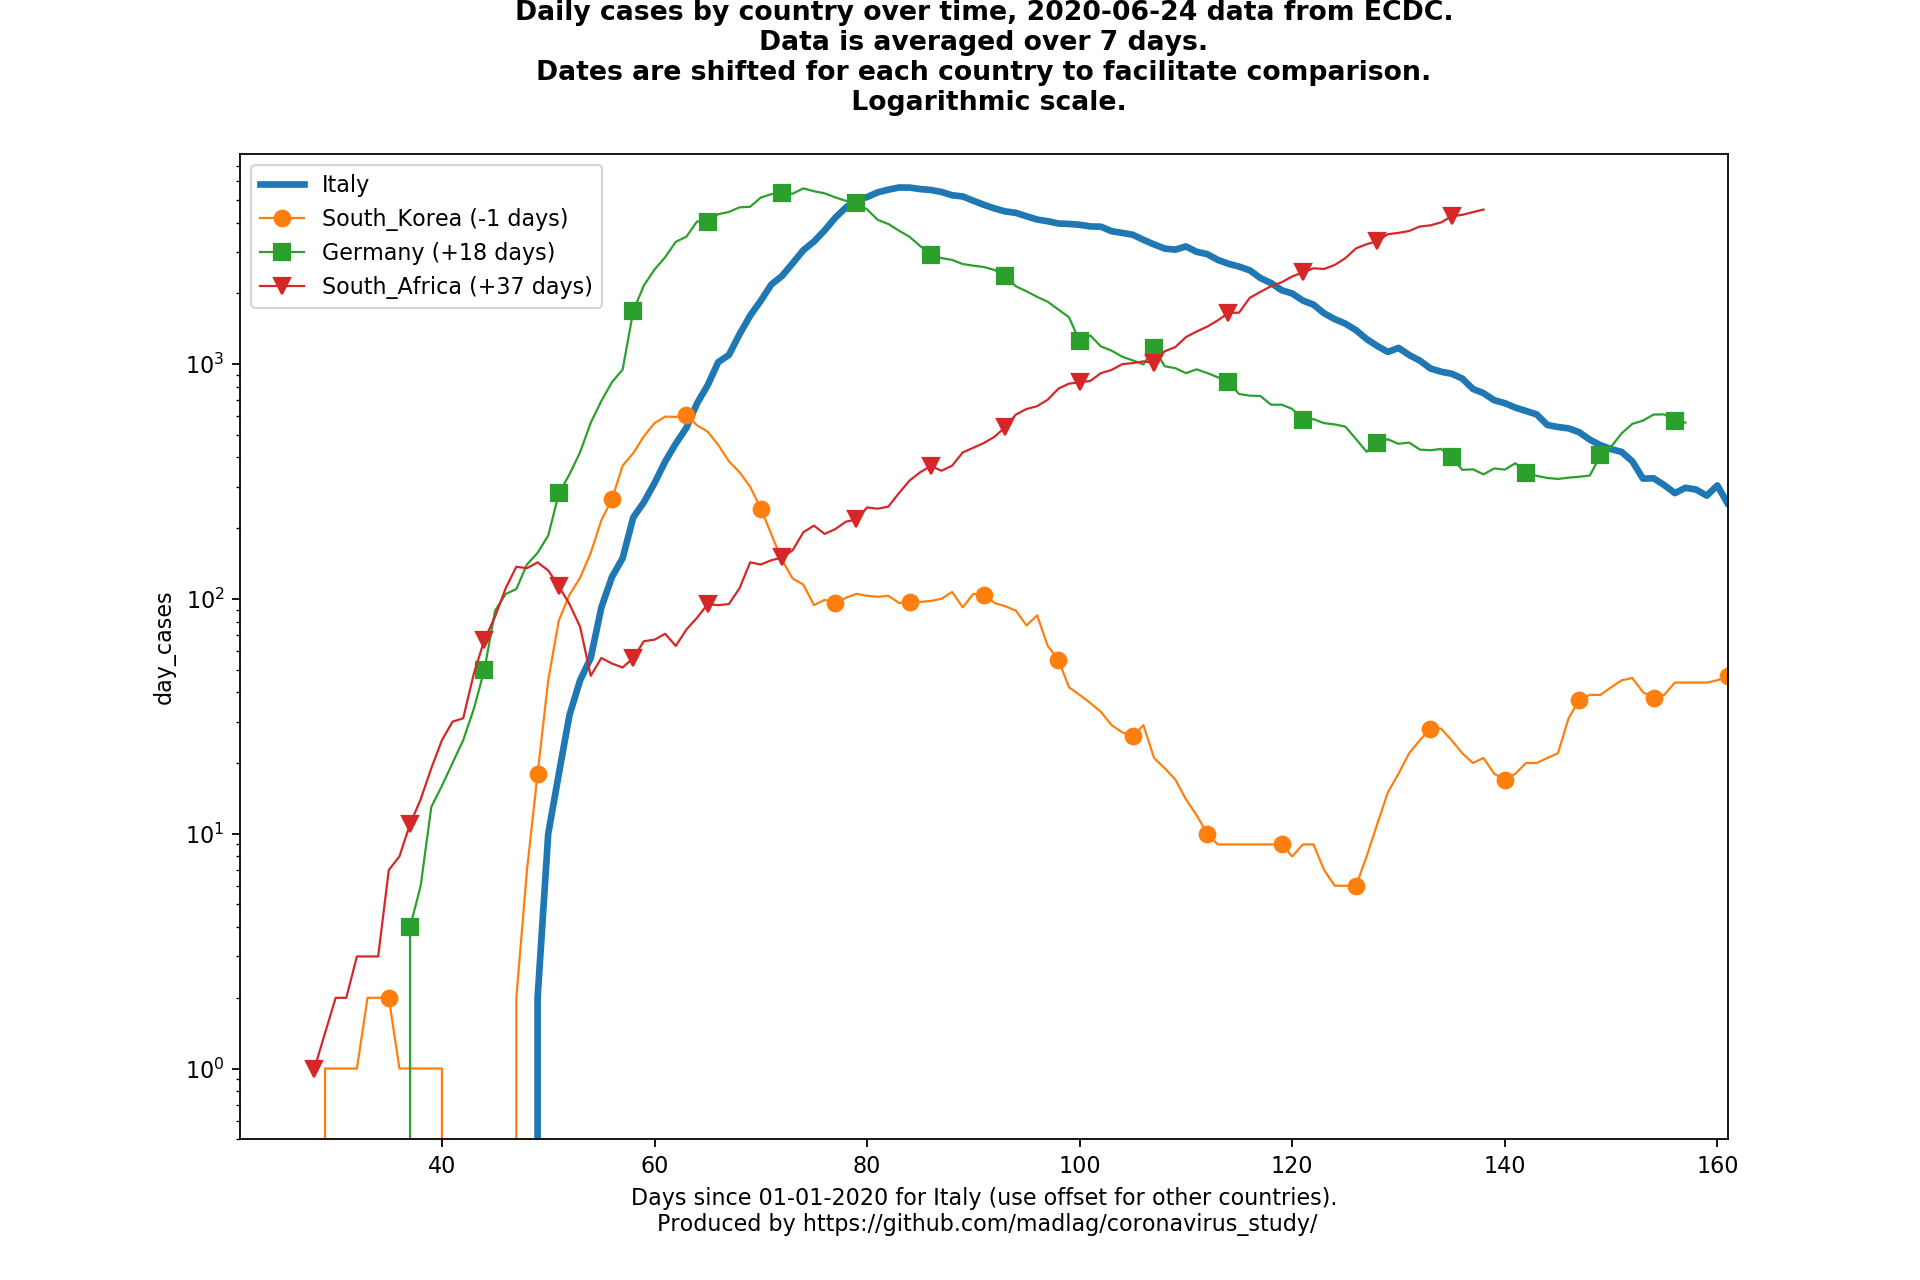 Daily cases by country over time, 2020-06-24 data from ECDC.
Data is averaged over 7 days.
Dates are shifted for each country to facilitate comparison.
Logarithmic scale.
Italy
South_Korea (-1 days)
Germany (+18 days)
South_Africa (+37 days)
day_cases
10³
10²
10¹
10⁰
40 60 80 100 120 140 160
Days since 01-01-2020 for Italy (use offset for other countries).
Produced by https://github.com/madlag/coronavirus_study/